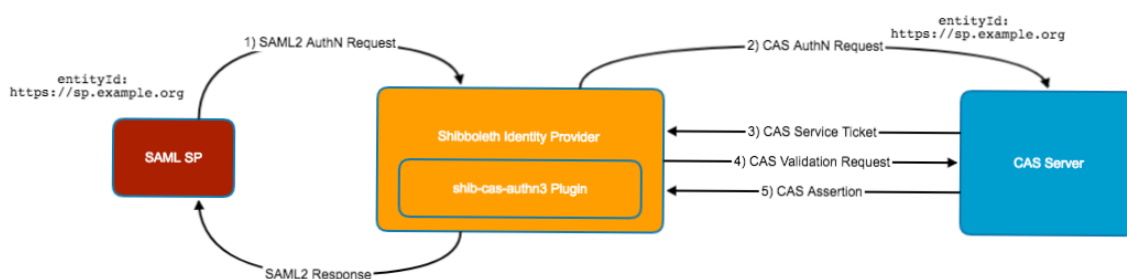 entityId:
https://sp.example.org
1) SAML2 AuthN Request
2) CAS AuthN Request
entityId:
https://sp.example.org
SAML SP
Shibboleth Identity Provider
shib-cas-authn3 Plugin
3) CAS Service Ticket
4) CAS Validation Request
5) CAS Assertion
CAS Server
SAML2 Response